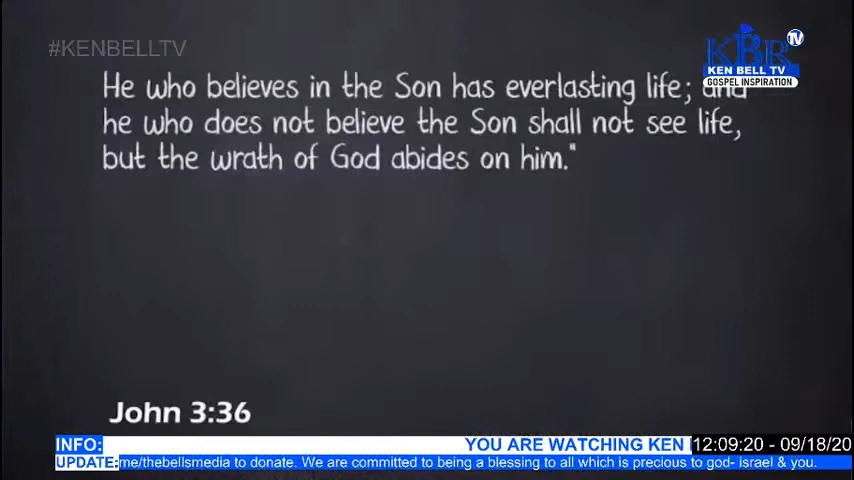 #KENBELLTV
KBR TV
KEN BELL TV
GOSPEL INSPIRATION
He who believes in the Son has everlasting life; and
he who does not believe the Son shall not see life,
but the wrath of God abides on him."
John 3:36
INFO: YOU ARE WATCHING KEN 12:09:20 - 09/18/20
UPDATE: me/thebellsmedia to donate. We are committed to being a blessing to all which is precious to god- israel & you.